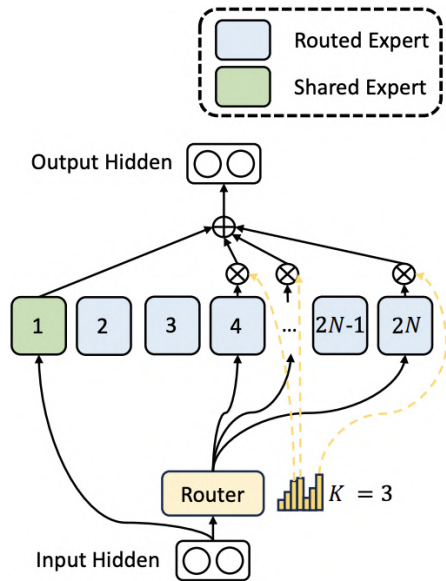 Routed Expert
Shared Expert
Output Hidden
1 2 3 4 ... 2N-1 2N
Router
K = 3
Input Hidden